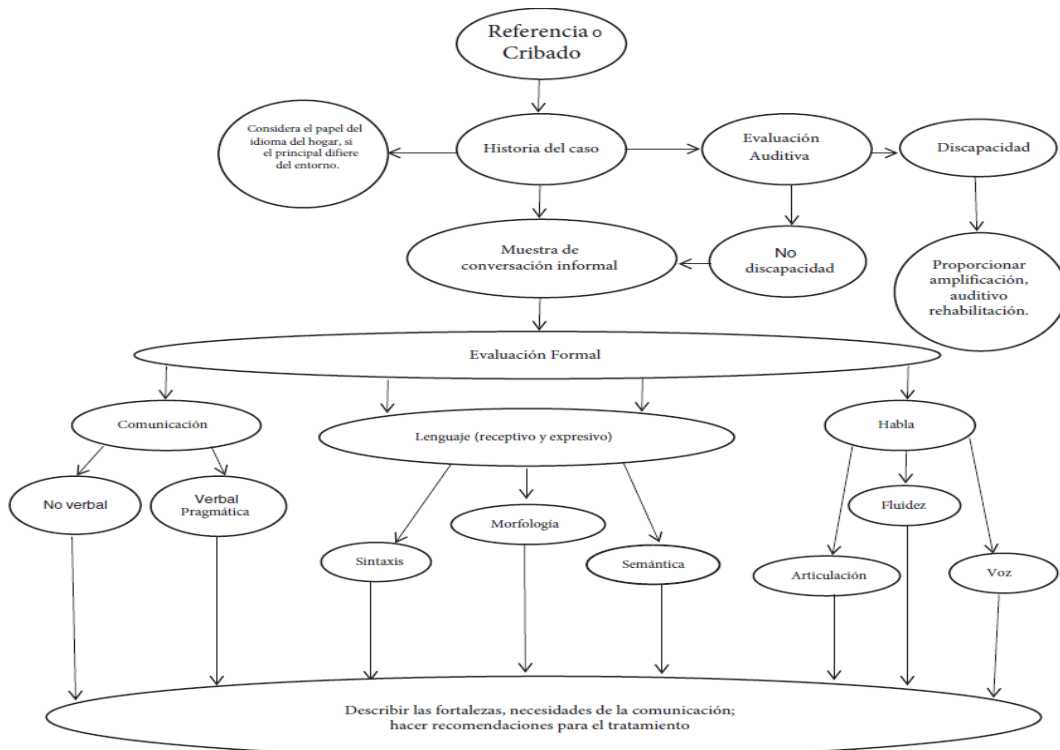 Referencia o
Cribado
Considera el papel del
idioma del hogar, si
el principal difiere
del entorno.
Historia del caso
Evaluación
Auditiva
Discapacidad
Muestra de
conversación informal
No
discapacidad
Proporcionar
amplificación,
auditivo
rehabilitación.
Evaluación Formal
Comunicación
Lenguaje (receptivo y expresivo)
Habla
No verbal
Verbal
Pragmática
Morfología
Fluidez
Sintaxis
Semántica
Articulación
Voz
Describir las fortalezas, necesidades de la comunicación;
hacer recomendaciones para el tratamiento